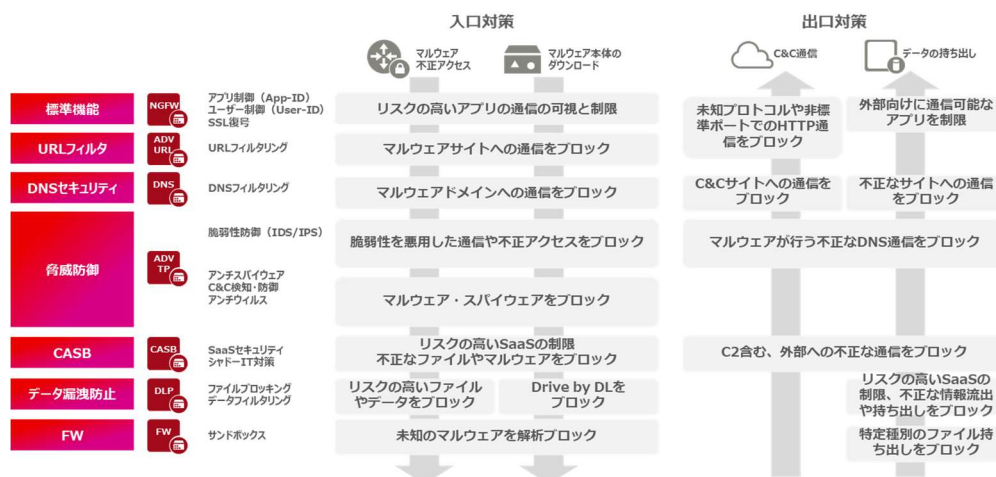 入口対策
出口対策
マルウェア
不正アクセス
マルウェア本体の
ダウンロード
C&C通信
データの持ち出し
標準機能
NGFW
アプリ制御（App-ID）
ユーザー制御（User-ID）
SSL復号
リスクの高いアプリの通信の可視と制限
未知プロトコルや非標
準ポートでのHTTP通
信をブロック
外部向けに通信可能な
アプリを制限
URLフィルタ
ADV
URL
URLフィルタリング
マルウェアサイトへの通信をブロック
DNSセキュリティ
DNS
DNSフィルタリング
マルウェアドメインへの通信をブロック
C&Cサイトへの通信を
ブロック
不正なサイトへの通信
をブロック
脅威防御
ADV
TP
脆弱性防御（IDS/IPS）
アンチスパイウェア
C&C検知・防御
アンチウィルス
脆弱性を悪用した通信や不正アクセスをブロック
マルウェア・スパイウェアをブロック
マルウェアが行う不正なDNS通信をブロック
CASB
CASB
SaaSセキュリティ
シャドーIT対策
リスクの高いSaaSの制限
不正なファイルやマルウェアをブロック
C2含む、外部への不正な通信をブロック
データ漏洩防止
DLP
ファイルブロッキング
データフィルタリング
リスクの高いファイル
やデータをブロック
Drive by DLを
ブロック
リスクの高いSaaSの
制限、不正な情報流出
や持ち出しをブロック
FW
FW
サンドボックス
未知のマルウェアを解析ブロック
特定種別のファイル持
ち出しをブロック